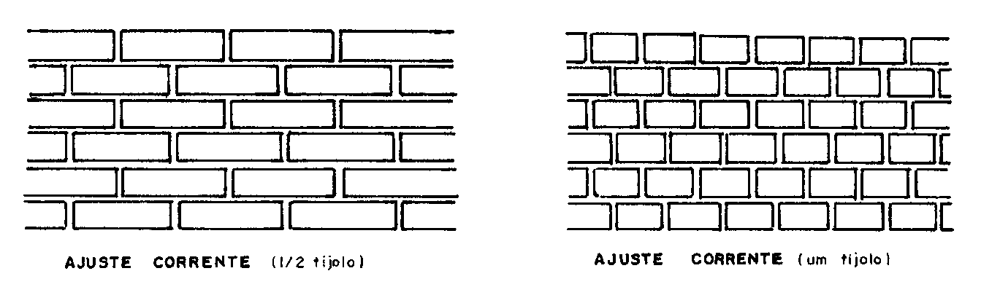 AJUSTE CORRENTE (1/2 tijolo)
AJUSTE CORRENTE (um tijolo)